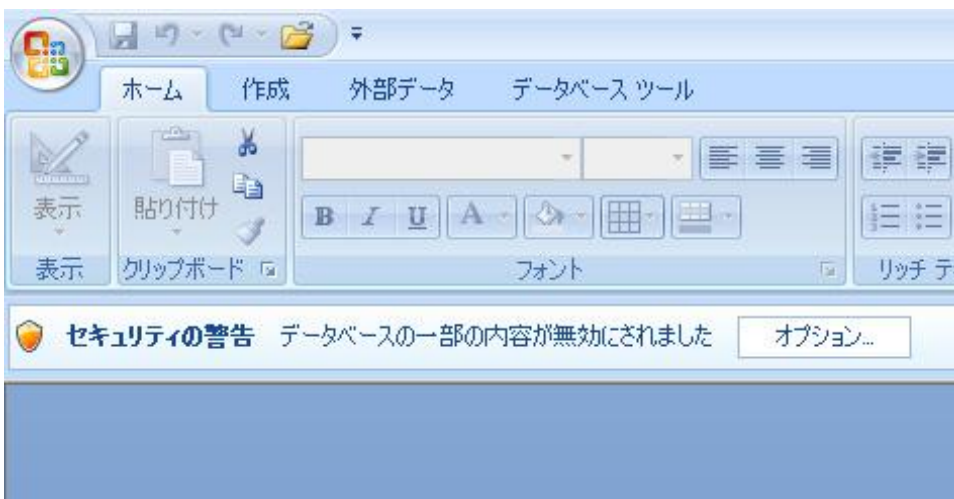 ホーム 作成 外部データ データベース ツール
表示 貼り付け
B I U A
表示 クリップボード フォント リッチ テ
セキュリティの警告 データベースの一部の内容が無効にされました オプション...